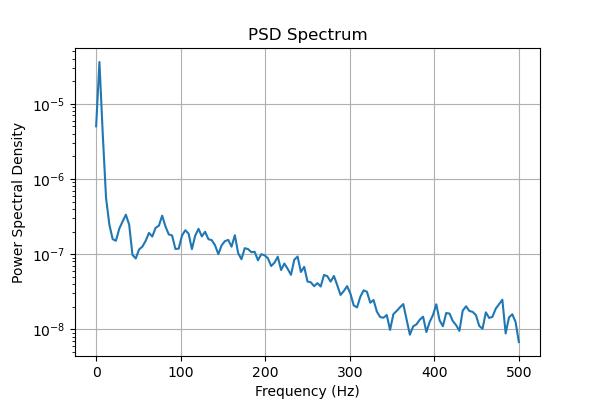 PSD Spectrum
Power Spectral Density
10⁻⁵
10⁻⁶
10⁻⁷
10⁻⁸
0 100 200 300 400 500
Frequency (Hz)